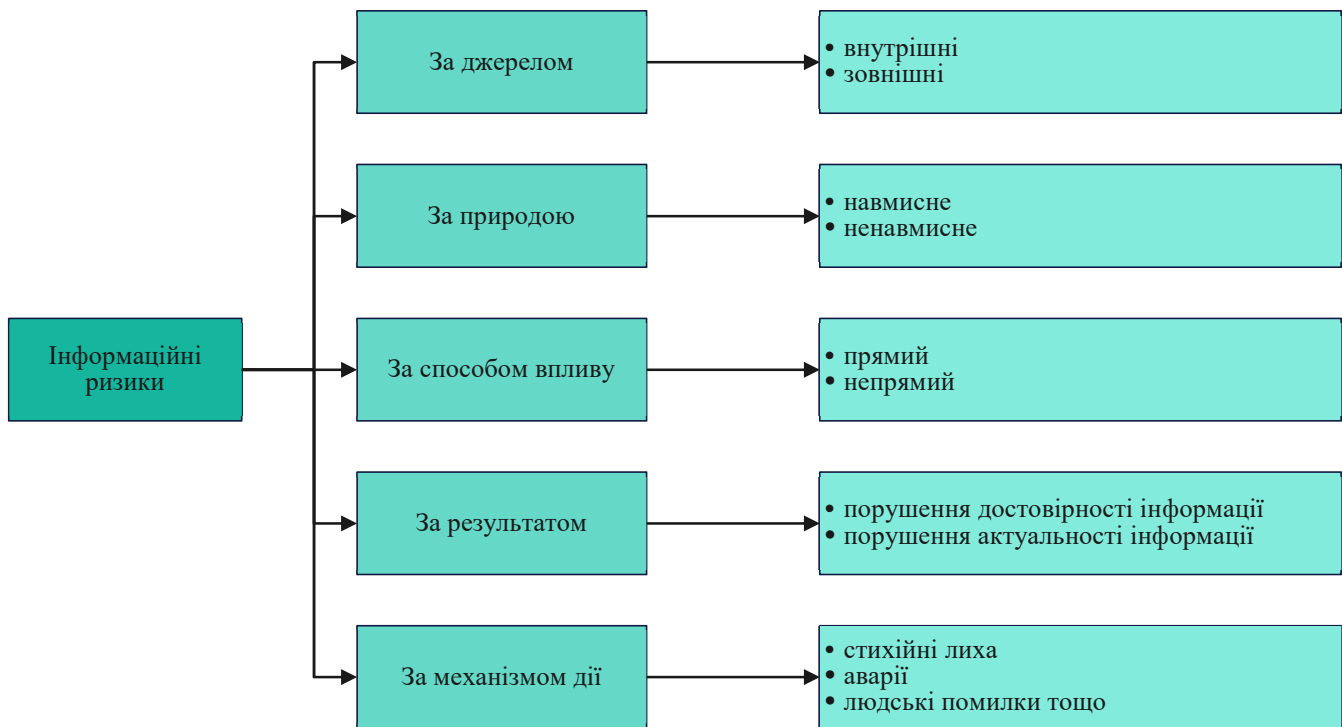 Інформаційні
ризики
За джерелом
• внутрішні
• зовнішні
За природою
• навмисне
• ненавмисне
За способом впливу
• прямий
• непрямий
За результатом
• порушення достовірності інформації
• порушення актуальності інформації
За механізмом дії
• стихійні лиха
• аварії
• людські помилки тощо